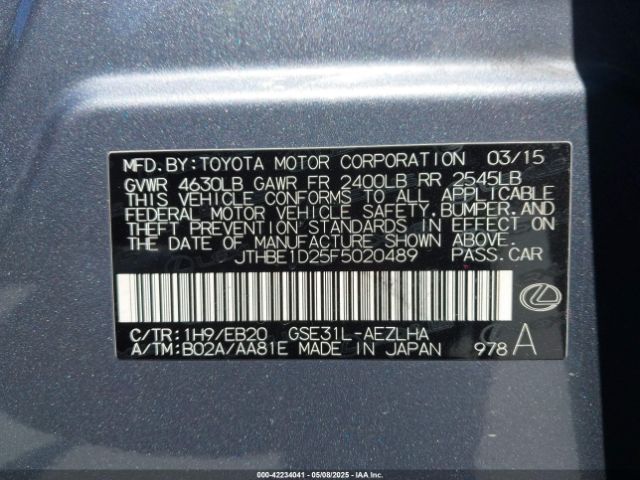 MFD. BY: TOYOTA MOTOR CORPORATION 03/15
GVWR 4630LB GAWR FR 2400LB RR 2545LB
THIS VEHICLE CONFORMS TO ALL APPLICABLE
FEDERAL MOTOR VEHICLE SAFETY, BUMPER, AND
THEFT PREVENTION STANDARDS IN EFFECT ON
THE DATE OF MANUFACTURE SHOWN ABOVE.
JTHBE1D25F5020489 PASS. CAR
C/TR: 1H9/EB20 GSE31L-AEZLHA
A/TM: B02A/AA81E MADE IN JAPAN 978 A
000-42234041 - 05/08/2025 - IAAI.COM